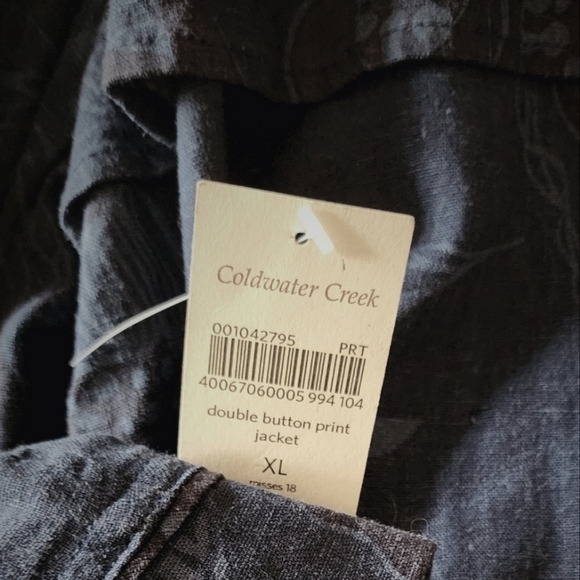 Coldwater Creek
001042795 PRT
40067060005 994 104
double button print
jacket
XL
misses 18